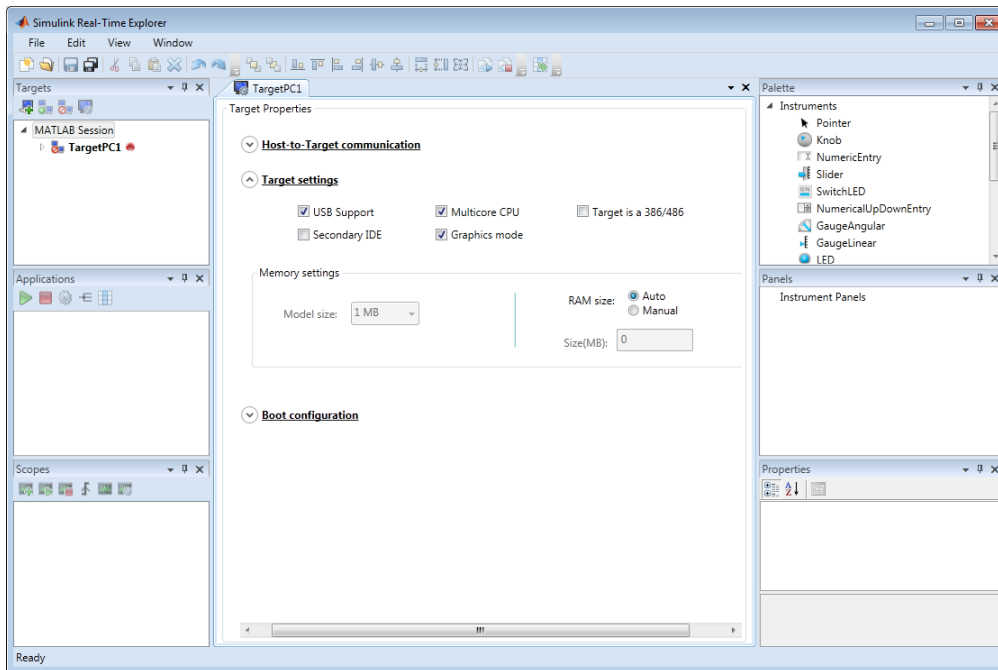 Simulink Real-Time Explorer
File Edit View Window
Targets
MATLAB Session
TargetPC1
Applications
Scopes
TargetPC1
Target Properties
Host-to-Target communication
Target settings
USB Support Multicore CPU Target is a 386/486
Secondary IDE Graphics mode
Memory settings
Model size: 1 MB
RAM size: Auto
Manual
Size(MB): 0
Boot configuration
Palette
Instruments
Pointer
Knob
NumericEntry
Slider
SwitchLED
NumericalUpDownEntry
GaugeAngular
GaugeLinear
LED
Panels
Instrument Panels
Properties
Ready